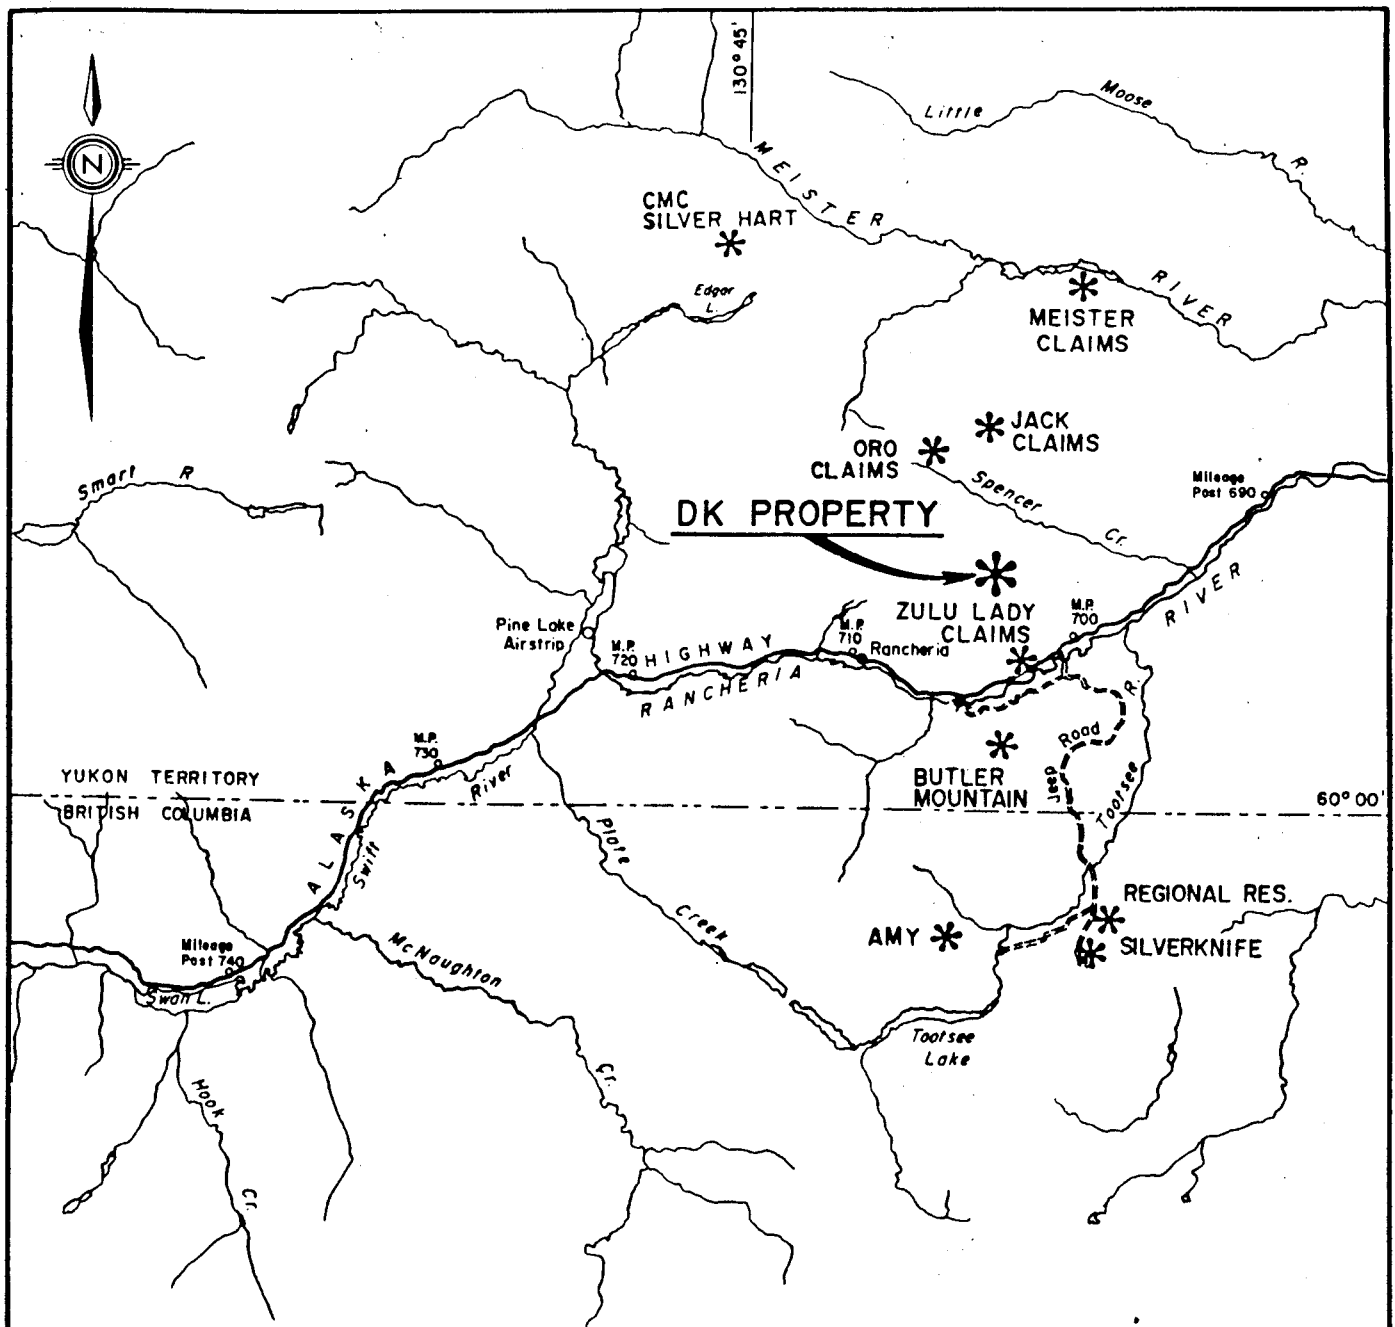 130° 45'
Little Moose R.
N
MEISTER RIVER
CMC
SILVER HART
Edgar
L.
MEISTER
CLAIMS
JACK
CLAIMS
ORO
CLAIMS
Smart R
Spencer Cr.
Mileage
Post 690
DK PROPERTY
ZULU LADY
CLAIMS
M.P.
700
Pine Lake
Airstrip
M.P.
720
M.P.
710
Rancheria
ALASKA HIGHWAY
RANCHERIA RIVER
M.P.
730
Swift River
Jeep Road
Tootsee R.
BUTLER
MOUNTAIN
YUKON TERRITORY
BRITISH COLUMBIA
60° 00'
Plate Creek
REGIONAL RES.
AMY
SILVERKNIFE
Mileage
Post 740
Swan L.
McNaughton Cr.
Tootsee
Lake
Hook Cr.